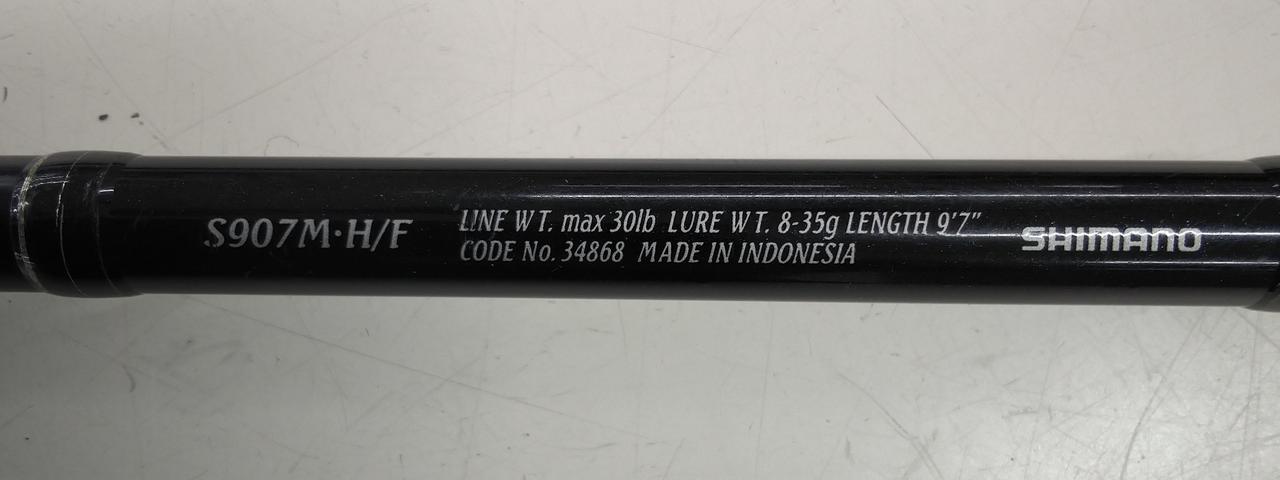 S907M·H/F
LINE WT. max 30lb LURE WT. 8-35g LENGTH 9'7"
CODE No. 34868 MADE IN INDONESIA
SHIMANO